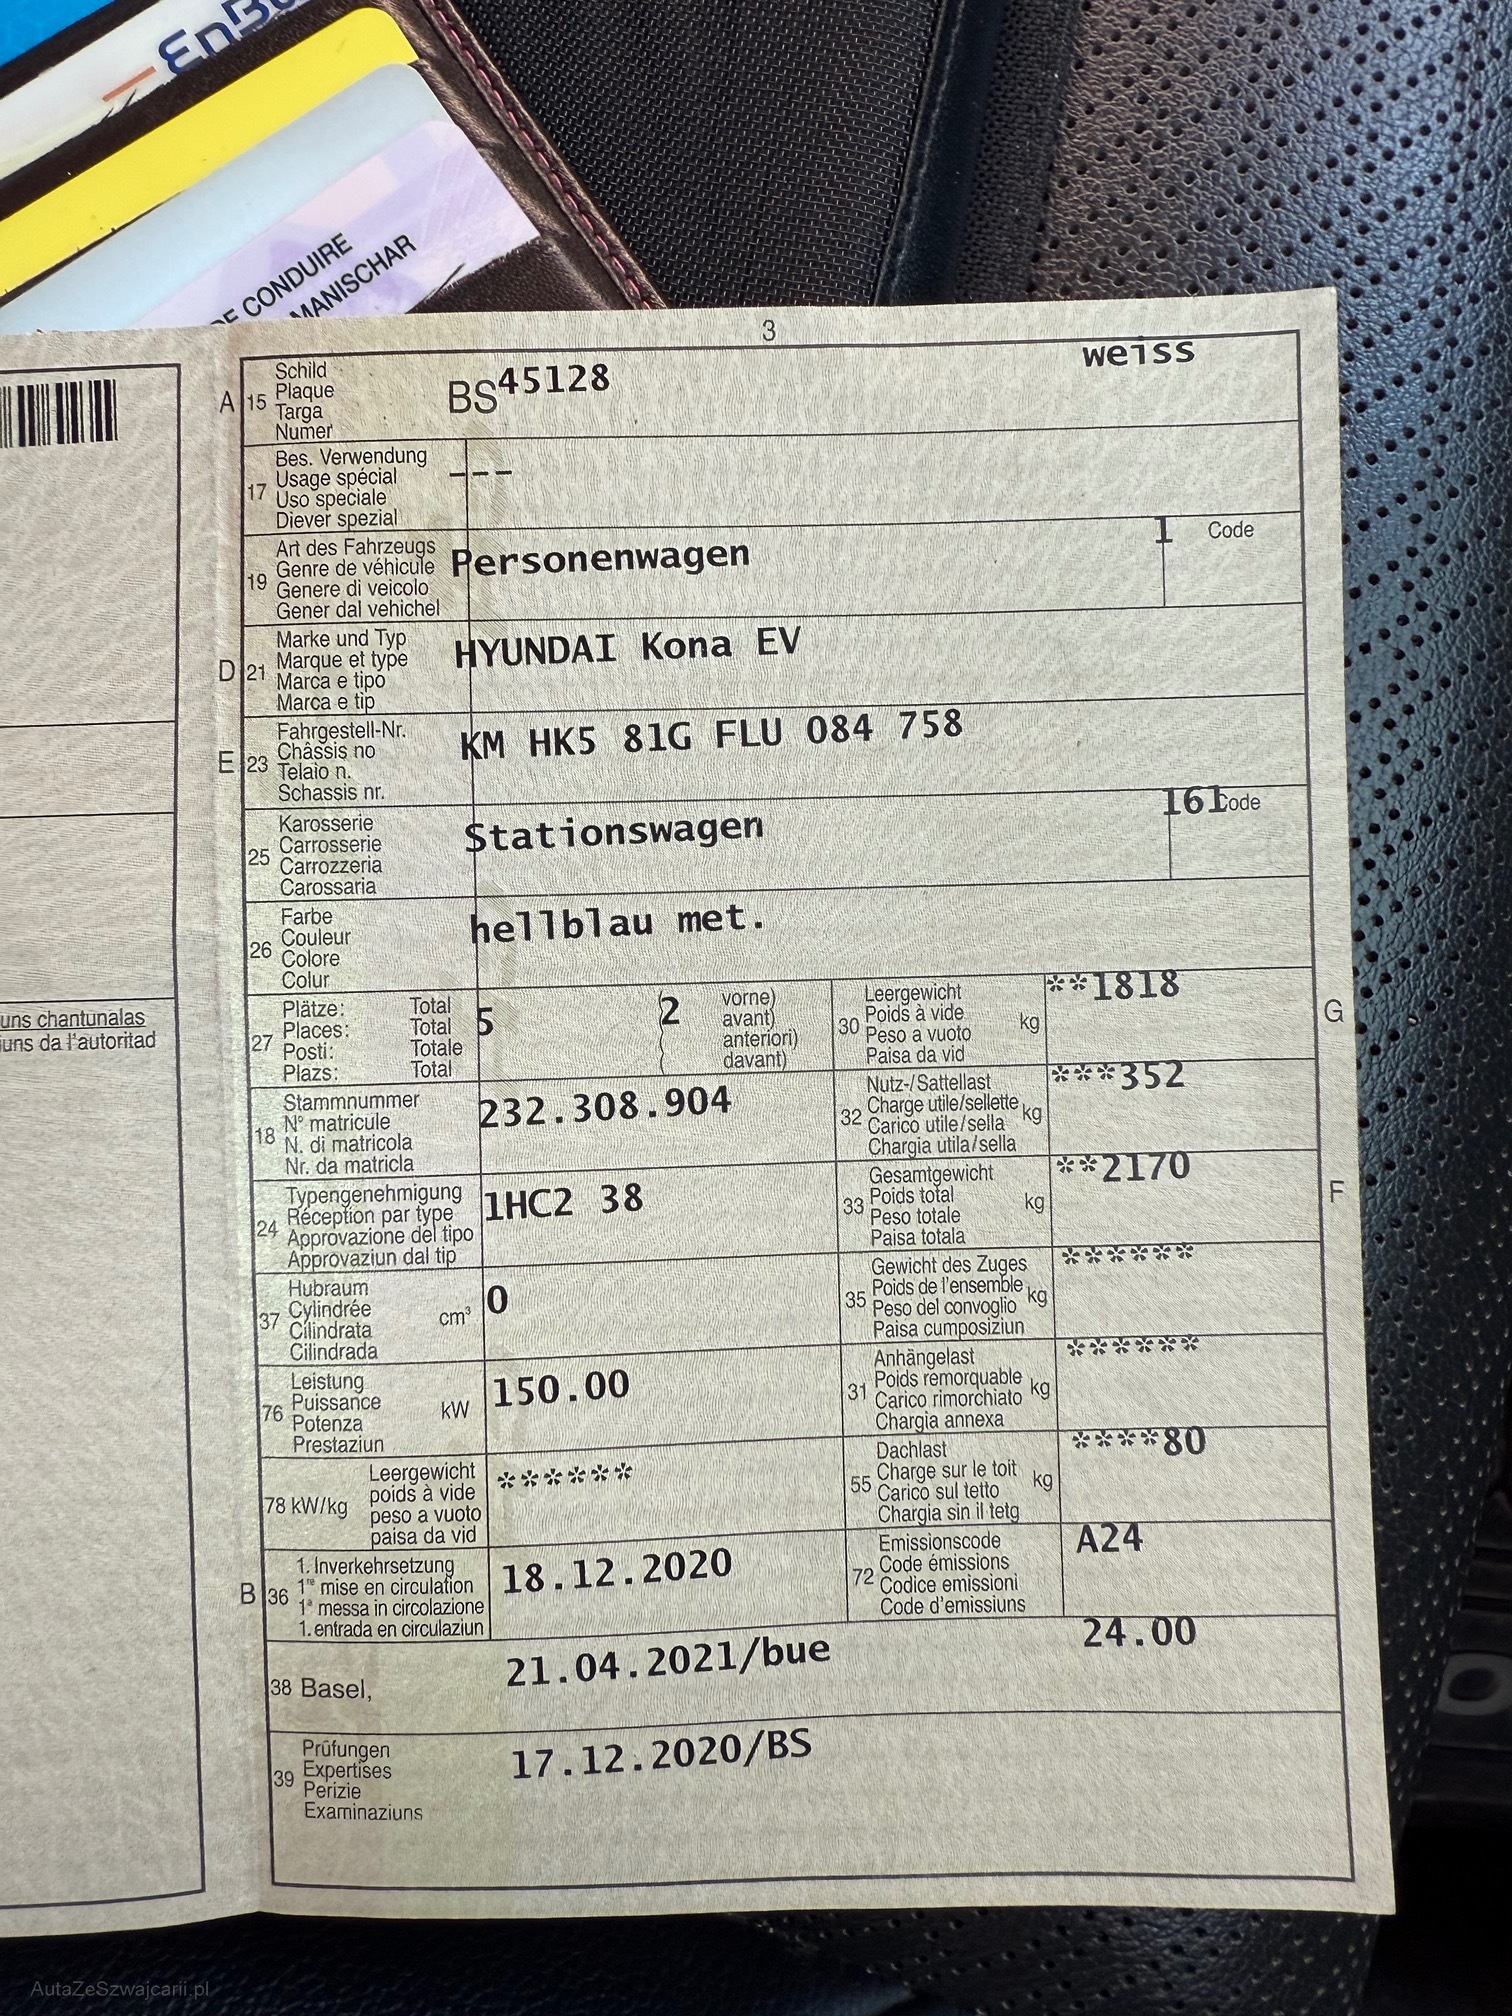 EnB
DE CONDUIRE
MANISCHAR
3
weiss
A 15 Schild
Plaque
Targa
Numer
BS 45128
17 Bes. Verwendung
Usage spécial
Uso speciale
Diever spezial
---
19 Art des Fahrzeugs
Genre de véhicule
Genere di veicolo
Gener dal vehichel
Personenwagen
1 Code
D 21 Marke und Typ
Marque et type
Marca e tipo
Marca e tip
HYUNDAI Kona EV
E 23 Fahrgestell-Nr.
Châssis no
Telaio n.
Schassis nr.
KM HK5 81G FLU 084 758
25 Karosserie
Carrosserie
Carrozzeria
Carossaria
Stationswagen
161 Code
26 Farbe
Couleur
Colore
Colur
hellblau met.
uns chantunalas
iuns da l'autoritad
27 Plätze: Total
Places: Total
Posti: Totale
Plazs: Total
5
2 vorne)
avant)
anteriori)
davant)
30 Leergewicht
Poids à vide
Peso a vuoto
Paisa da vid
kg
**1818
G
18 Stammnummer
N° matricule
N. di matricola
Nr. da matricla
232.308.904
32 Nutz-/Sattellast
Charge utile/sellette
Carico utile/sella
Chargia utila/sella
kg
***352
24 Typengenehmigung
Réception par type
Approvazione del tipo
Approvaziun dal tip
1HC2 38
33 Gesamtgewicht
Poids total
Peso totale
Paisa totala
kg
**2170
F
37 Hubraum
Cylindrée
Cilindrata
Cilindrada
cm³
0
35 Gewicht des Zuges
Poids de l'ensemble
Peso del convoglio
Paisa cumposiziun
kg
******
76 Leistung
Puissance
Potenza
Prestaziun
kW
150.00
31 Anhängelast
Poids remorquable
Carico rimorchiato
Chargia annexa
kg
******
78 kW/kg Leergewicht
poids à vide
peso a vuoto
paisa da vid
******
55 Dachlast
Charge sur le toit
Carico sul tetto
Chargia sin il tetg
kg
****80
B 36 1. Inverkehrsetzung
1re mise en circulation
1a messa in circolazione
1. entrada en circulaziun
18.12.2020
72 Emissionscode
Code émissions
Codice emissioni
Code d'emissiuns
A24
38 Basel,
21.04.2021/bue
24.00
39 Prüfungen
Expertises
Perizie
Examinaziuns
17.12.2020/BS
AutaZeSzwajcarii.pl